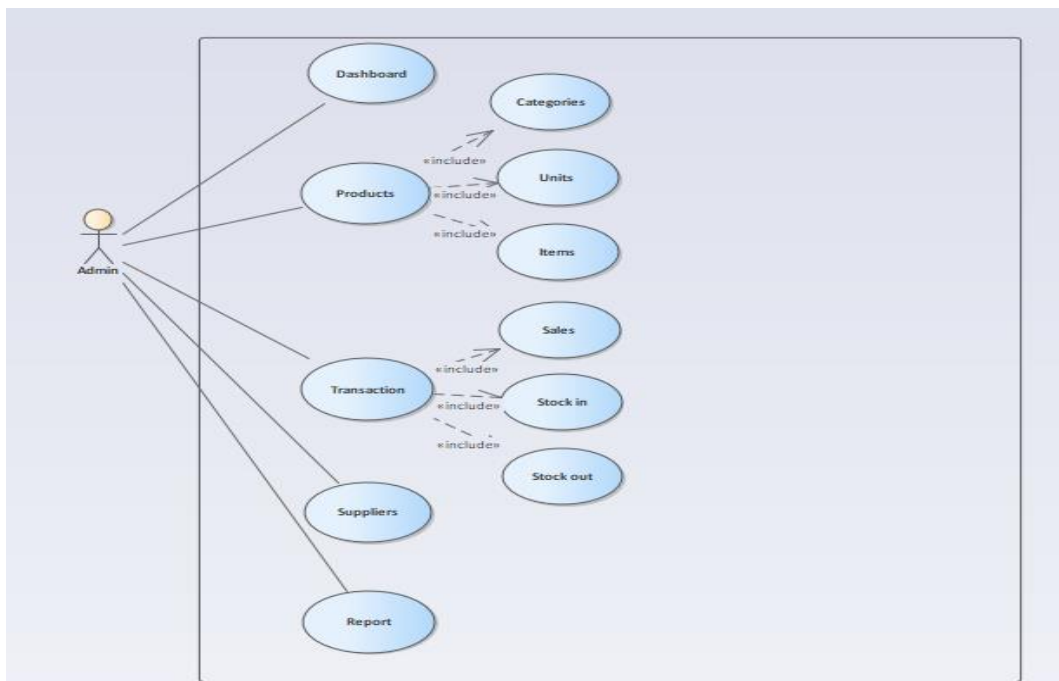 Dashboard
Categories
«include»
Units
Products
«include»
«include»
Items
Admin
Sales
«include»
Transaction
Stock in
«include»
«include»
Stock out
Suppliers
Report